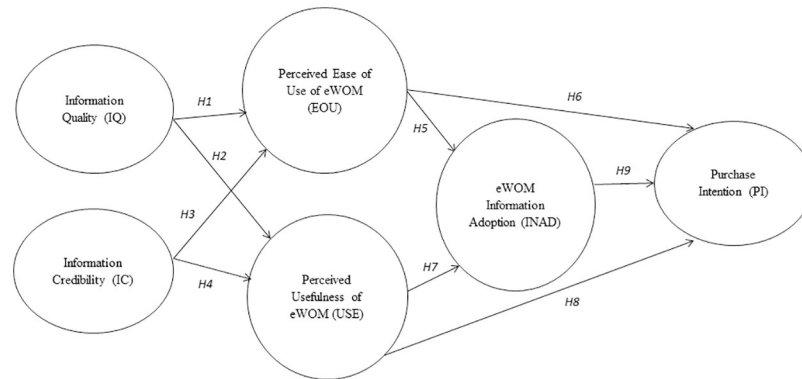 Information
Quality (IQ)
H1
Perceived Ease of
Use of eWOM
(EOU)
H2
H6
H5
eWOM
Information
Adoption (INAD)
H9
Purchase
Intention (PI)
Information
Credibility (IC)
H3
H4
Perceived
Usefulness of
eWOM (USE)
H7
H8